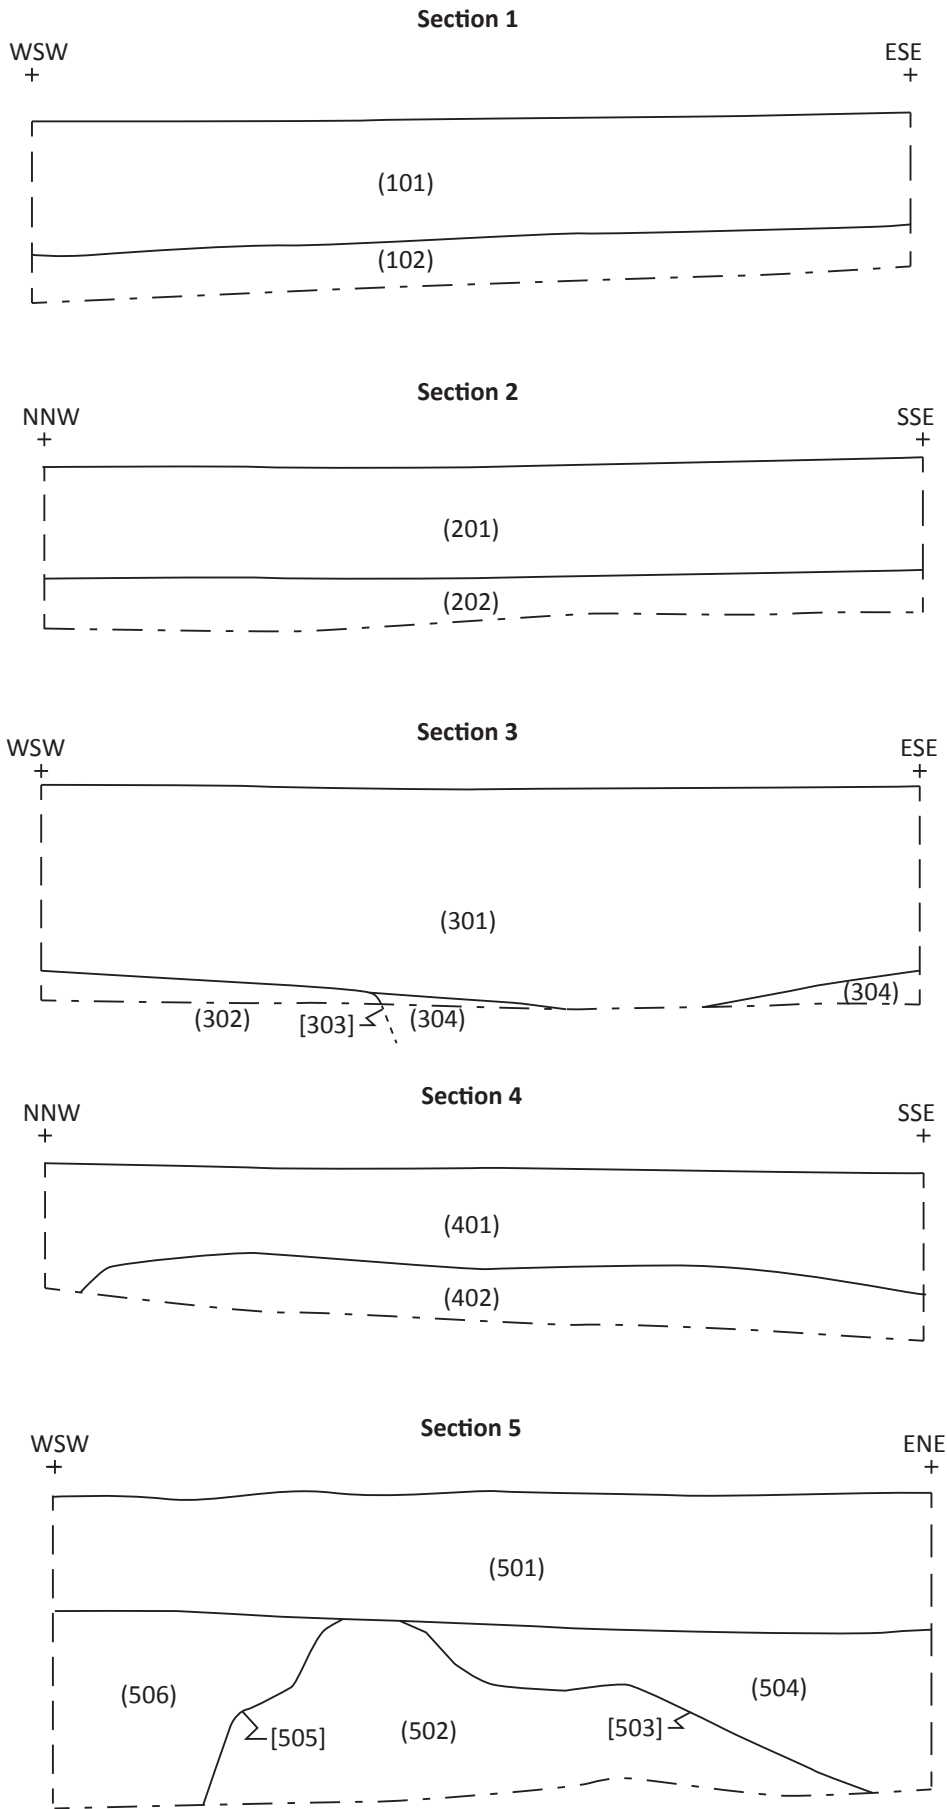 Section 1
WSW ESE
(101)
(102)
Section 2
NNW SSE
(201)
(202)
Section 3
WSW ESE
(301)
(304)
(302) [303] (304)
Section 4
NNW SSE
(401)
(402)
Section 5
WSW ENE
(501)
(506) (504)
[505] (502) [503]